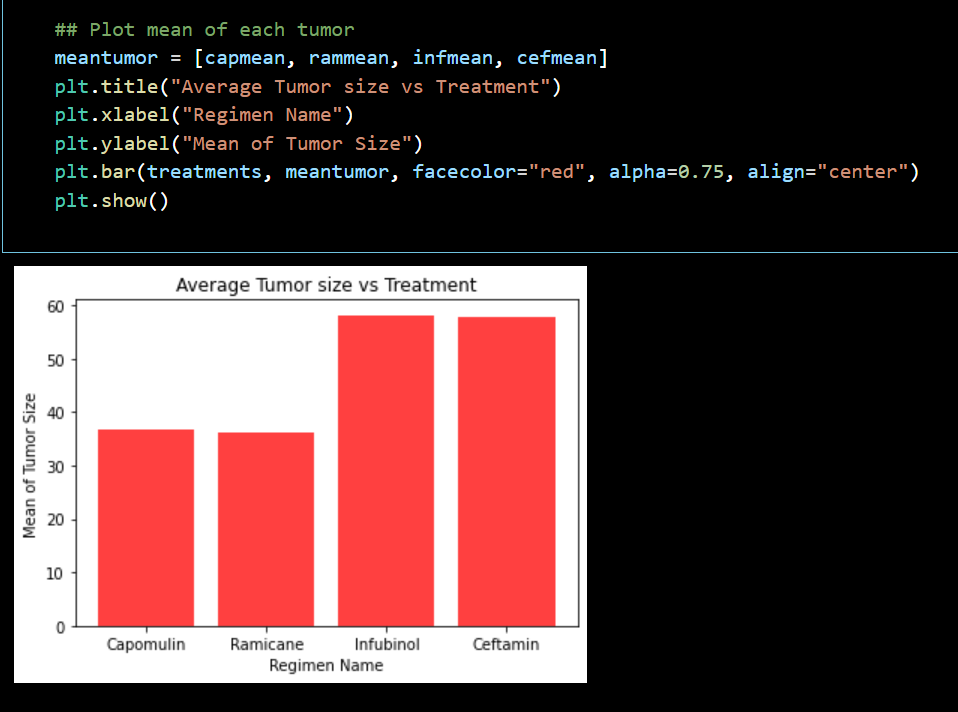 ## Plot mean of each tumor
meantumor = [capmean, rammean, infmean, cefmean]
plt.title("Average Tumor size vs Treatment")
plt.xlabel("Regimen Name")
plt.ylabel("Mean of Tumor Size")
plt.bar(treatments, meantumor, facecolor="red", alpha=0.75, align="center")
plt.show()
Average Tumor size vs Treatment
Mean of Tumor Size
60
50
40
30
20
10
0
Capomulin Ramicane Infubinol Ceftamin
Regimen Name